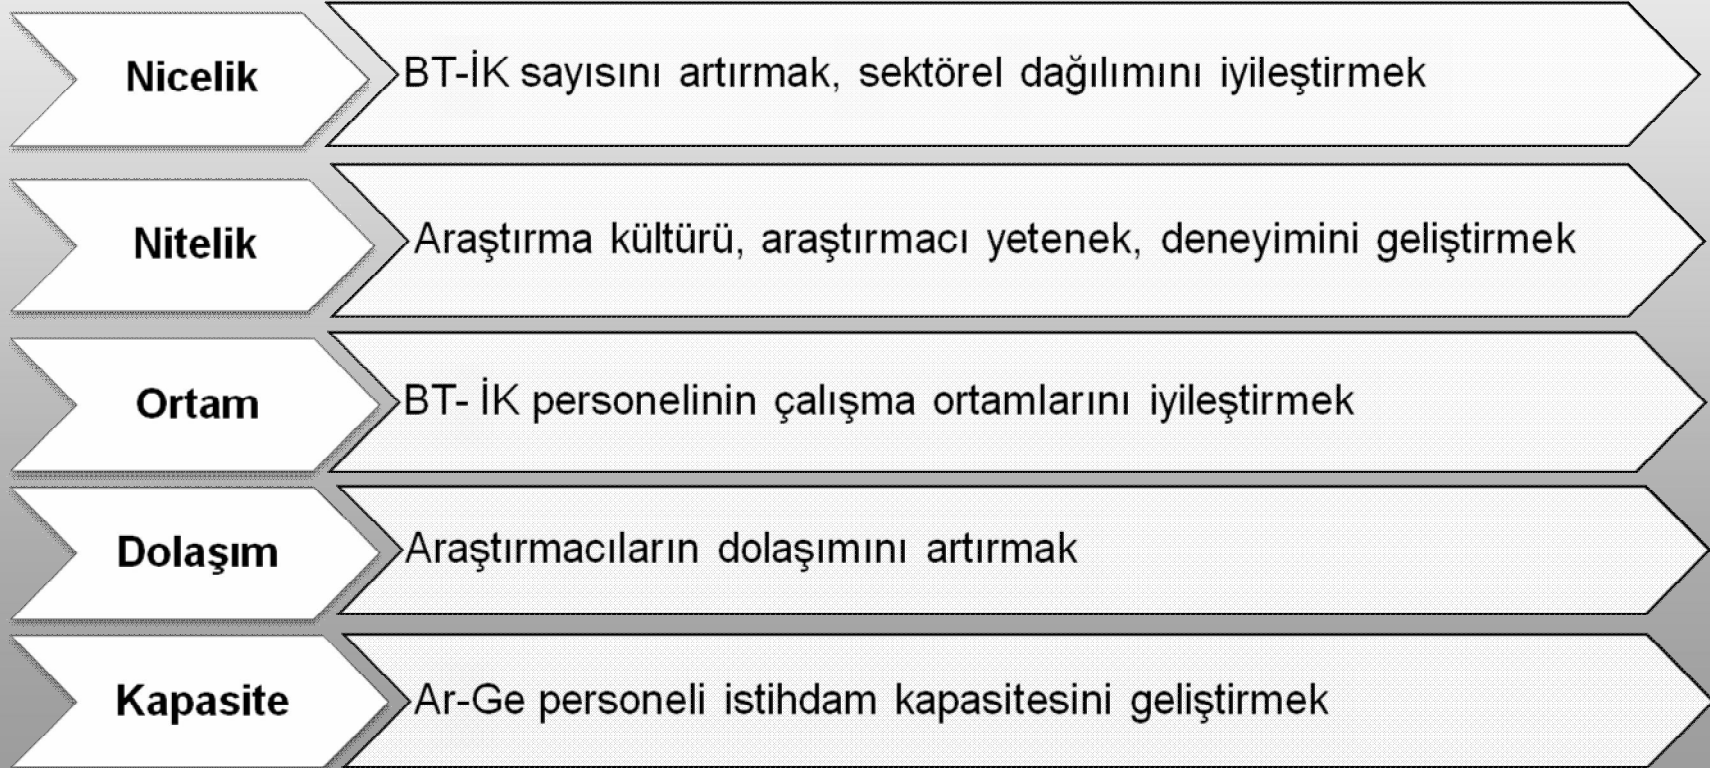 Nicelik
BT-İK sayısını artırmak, sektörel dağılımını iyileştirmek
Nitelik
Araştırma kültürü, araştırmacı yetenek, deneyimini geliştirmek
Ortam
BT- İK personelinin çalışma ortamlarını iyileştirmek
Dolaşım
Araştırmacıların dolaşımını artırmak
Kapasite
Ar-Ge personeli istihdam kapasitesini geliştirmek